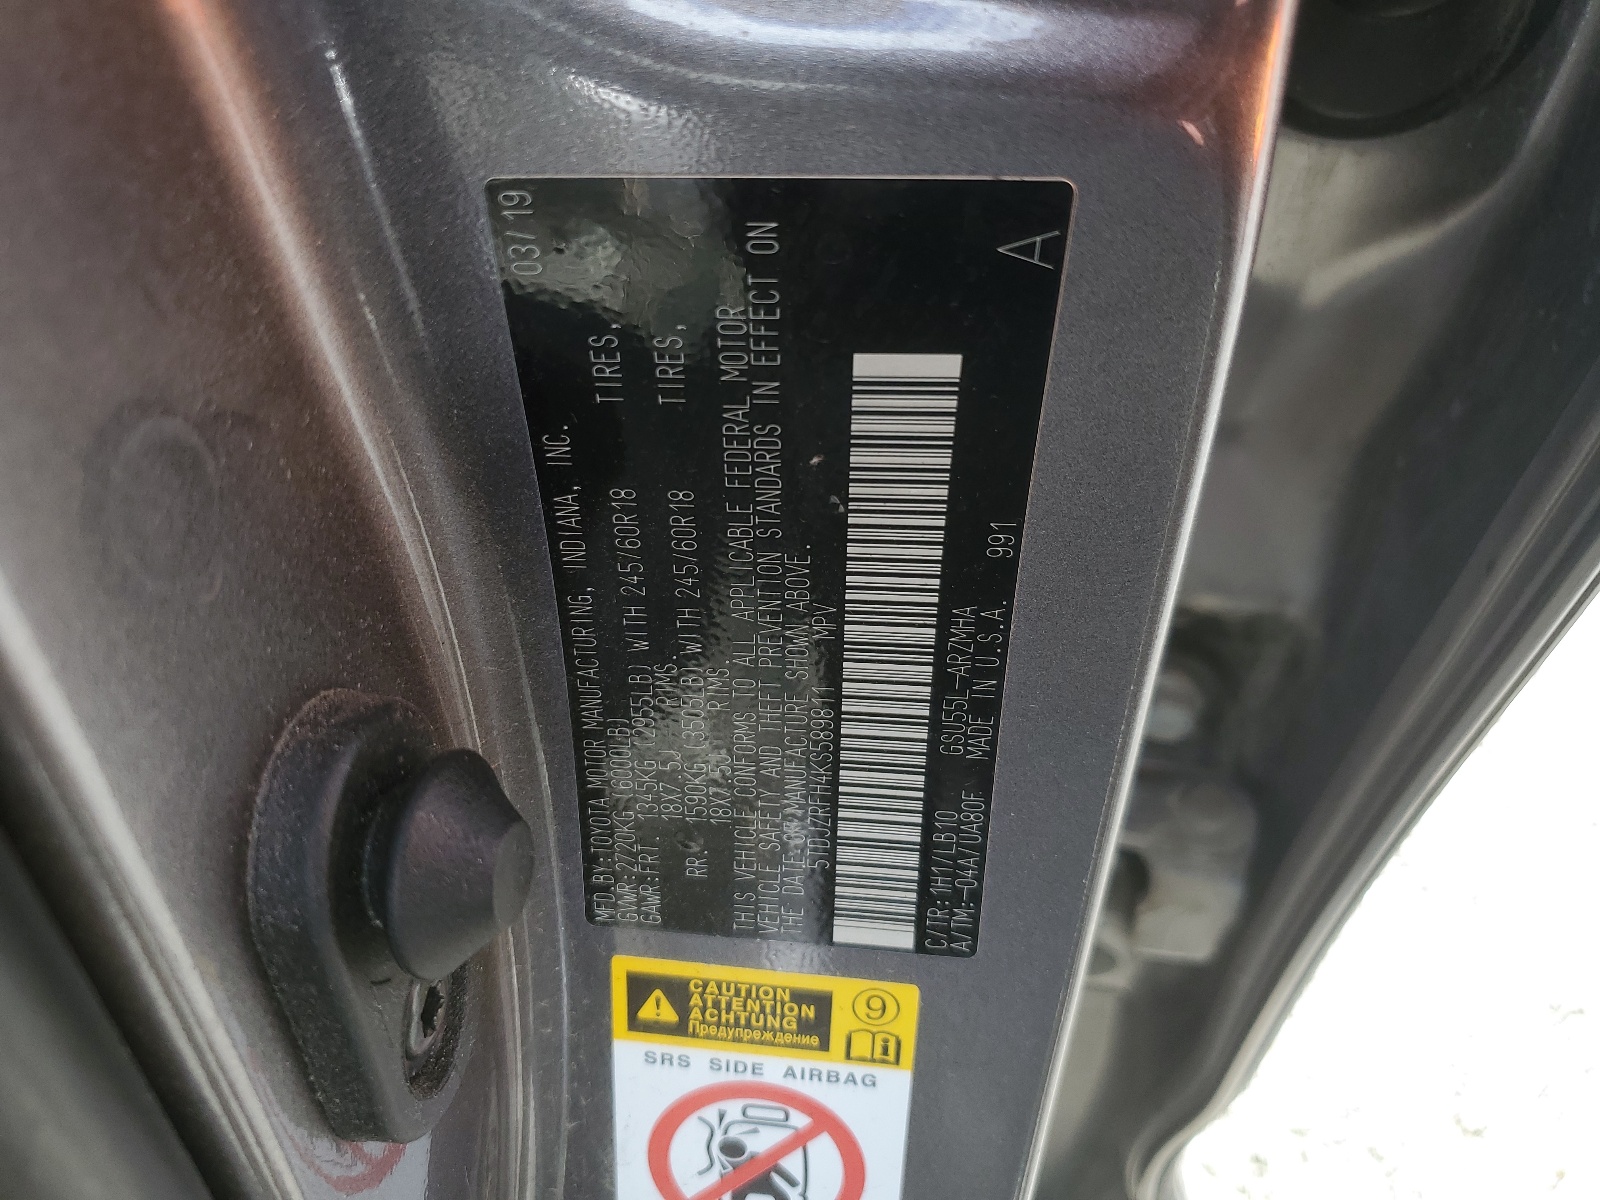 03/19
MFD.BY:TOYOTA MOTOR MANUFACTURING, INDIANA, INC.
GVWR:2720KG (6000LB)
GAWR:FRT. 1345KG (2955LB) WITH 245/60R18 TIRES,
18X7.5J RIMS,
RR. 1590KG (3505LB) WITH 245/60R18 TIRES,
18X7.5J RIMS.
THIS VEHICLE CONFORMS TO ALL APPLICABLE FEDERAL MOTOR
VEHICLE SAFETY AND THEFT PREVENTION STANDARDS IN EFFECT ON
THE DATE OF MANUFACTURE SHOWN ABOVE.
5TDJZRFH4KS589811 MPV
C/TR:1H1/LB10 GSU55L-ARZMHA
A/TM:-04A/UA80F MADE IN U.S.A. 991
A
CAUTION
ATTENTION
ACHTUNG
Предупреждение
9
i
SRS SIDE AIRBAG